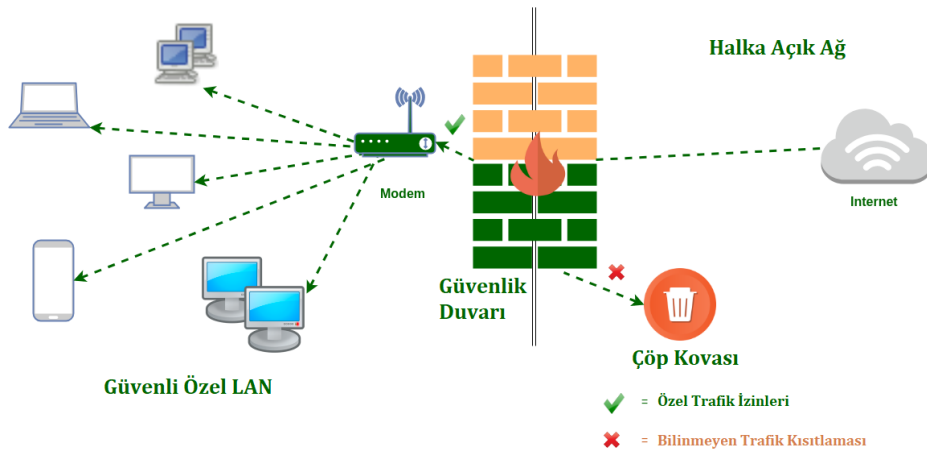 Halka Açık Ağ
Modem
Internet
Güvenlik
Duvarı
Çöp Kovası
Güvenli Özel LAN
= Özel Trafik İzinleri
= Bilinmeyen Trafik Kısıtlaması